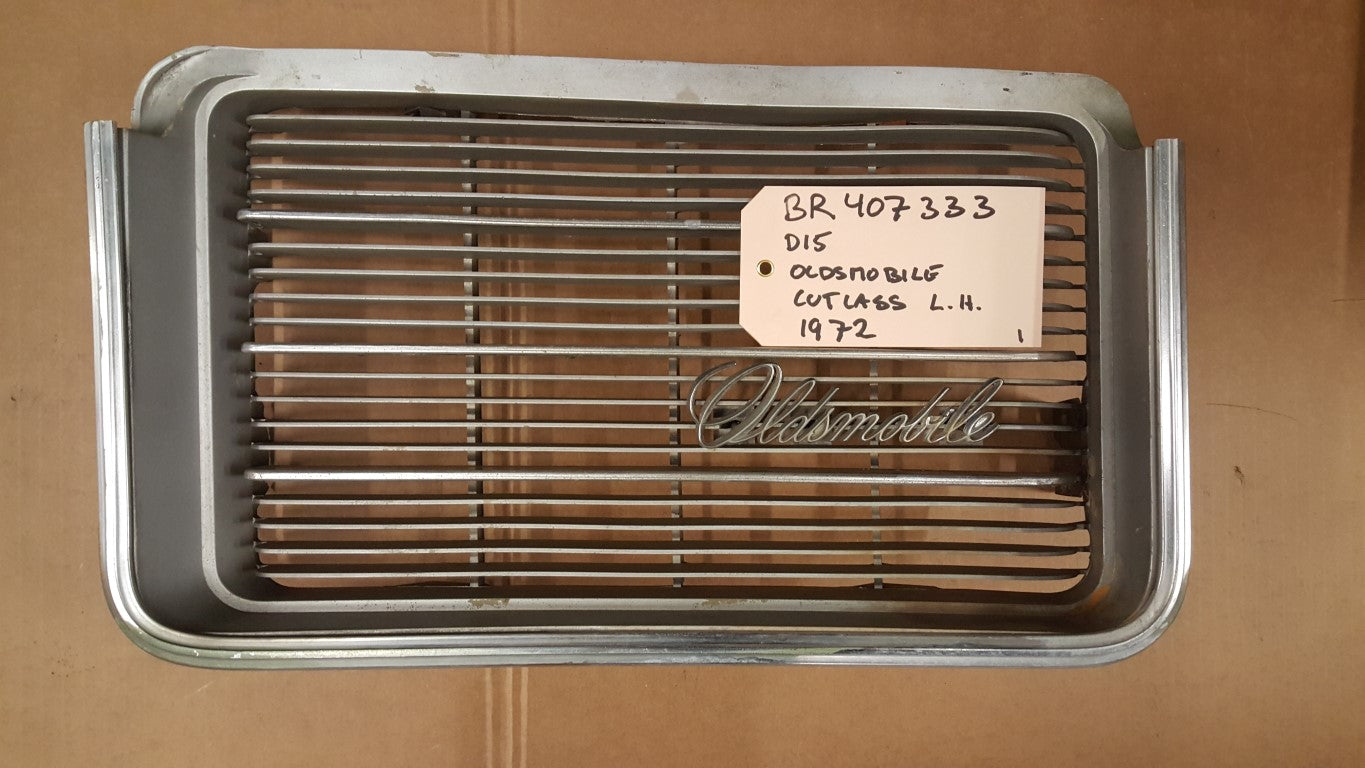 BR 407333
D15
OLDSMOBILE
CUTLASS L.H.
1972 1
Oldsmobile